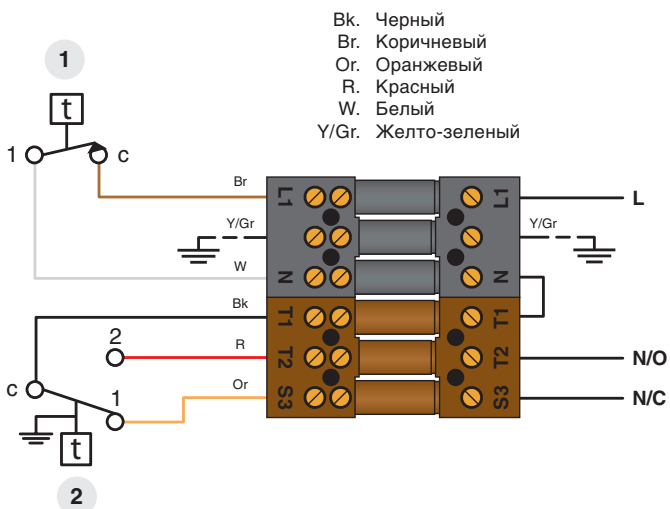 Bk. Черный
Br. Коричневый
Or. Оранжевый
R. Красный
W. Белый
Y/Gr. Желто-зеленый
1
t
1
c
Br
L1
L1
L
Y/Gr
Y/Gr
W
N
N
Bk
T1
T1
2
R
T2
T2
N/O
c
1
Or
S3
S3
N/C
t
2